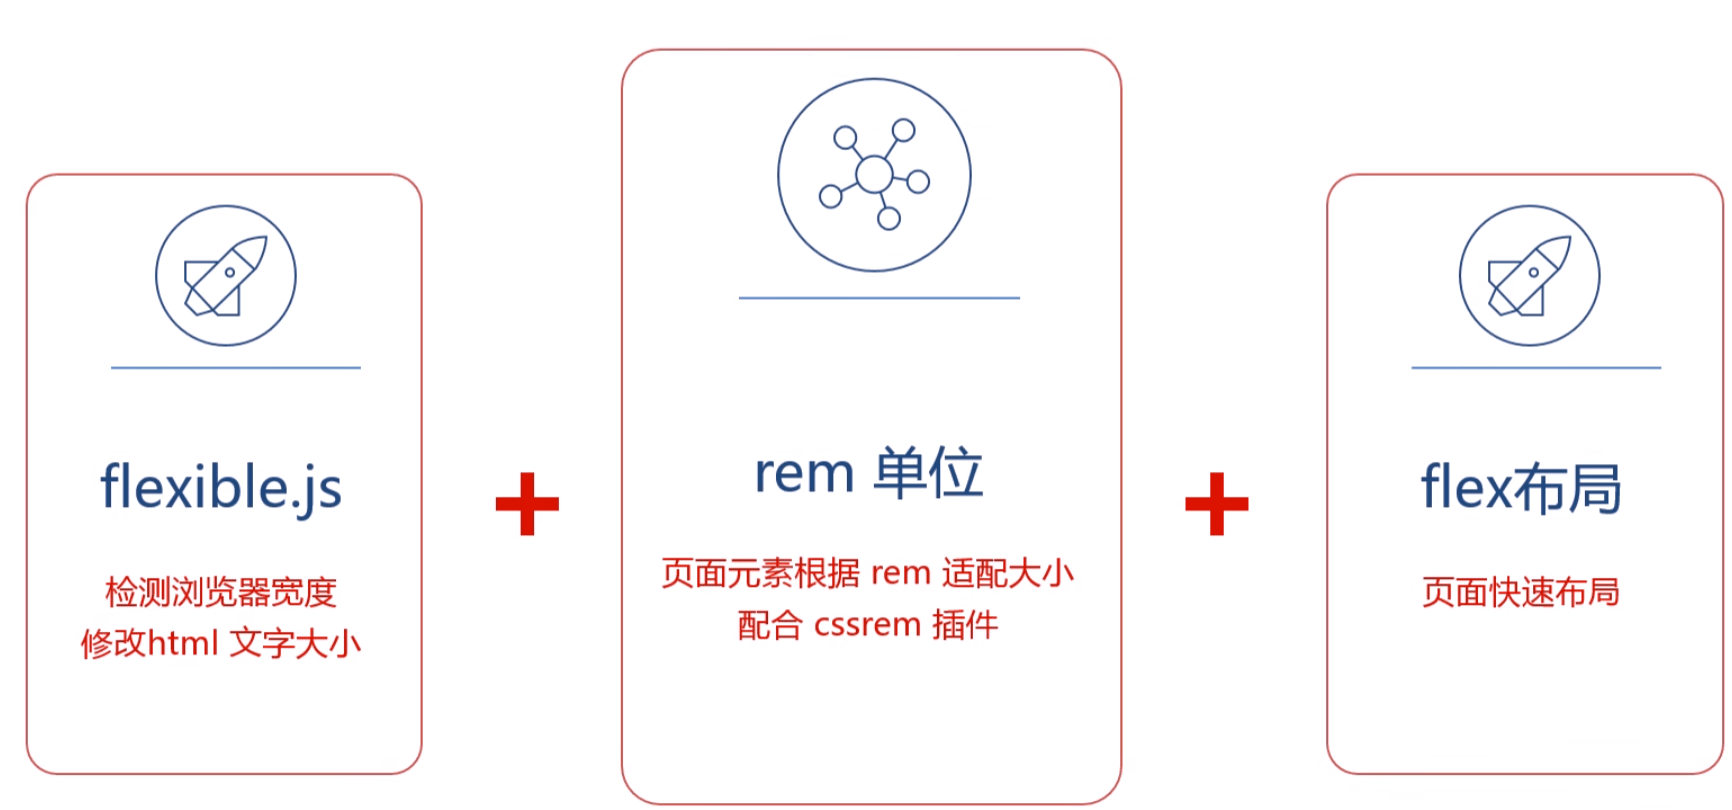 flexible.js
检测浏览器宽度
修改html 文字大小
+
rem 单位
页面元素根据 rem 适配大小
配合 cssrem 插件
+
flex布局
页面快速布局